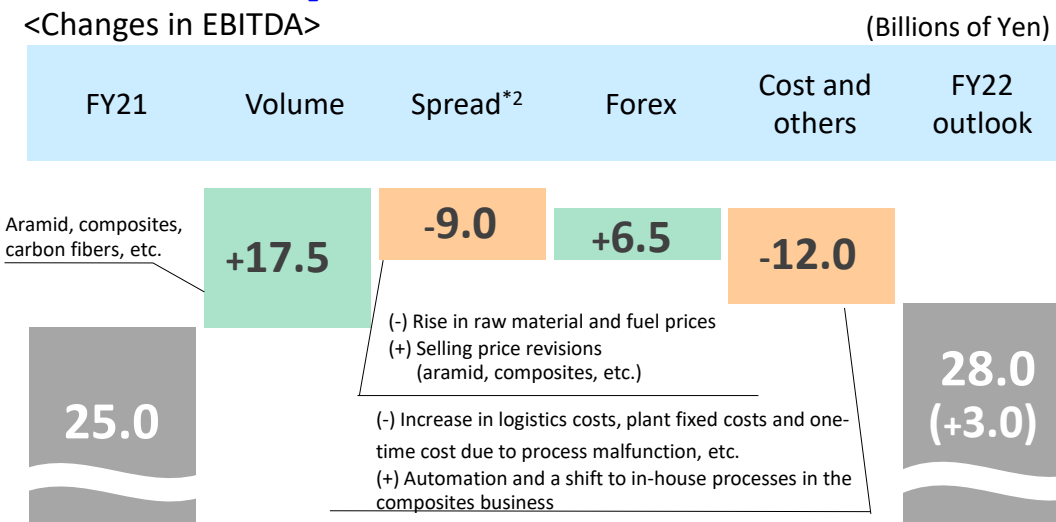 <Changes in EBITDA>
(Billions of Yen)
FY21
Volume
Spread*2
Forex
Cost and
others
FY22
outlook
Aramid, composites,
carbon fibers, etc.
+17.5
-9.0
+6.5
-12.0
(-) Rise in raw material and fuel prices
(+) Selling price revisions
(aramid, composites, etc.)
25.0
28.0
(+3.0)
(-) Increase in logistics costs, plant fixed costs and one-
time cost due to process malfunction, etc.
(+) Automation and a shift to in-house processes in the
composites business